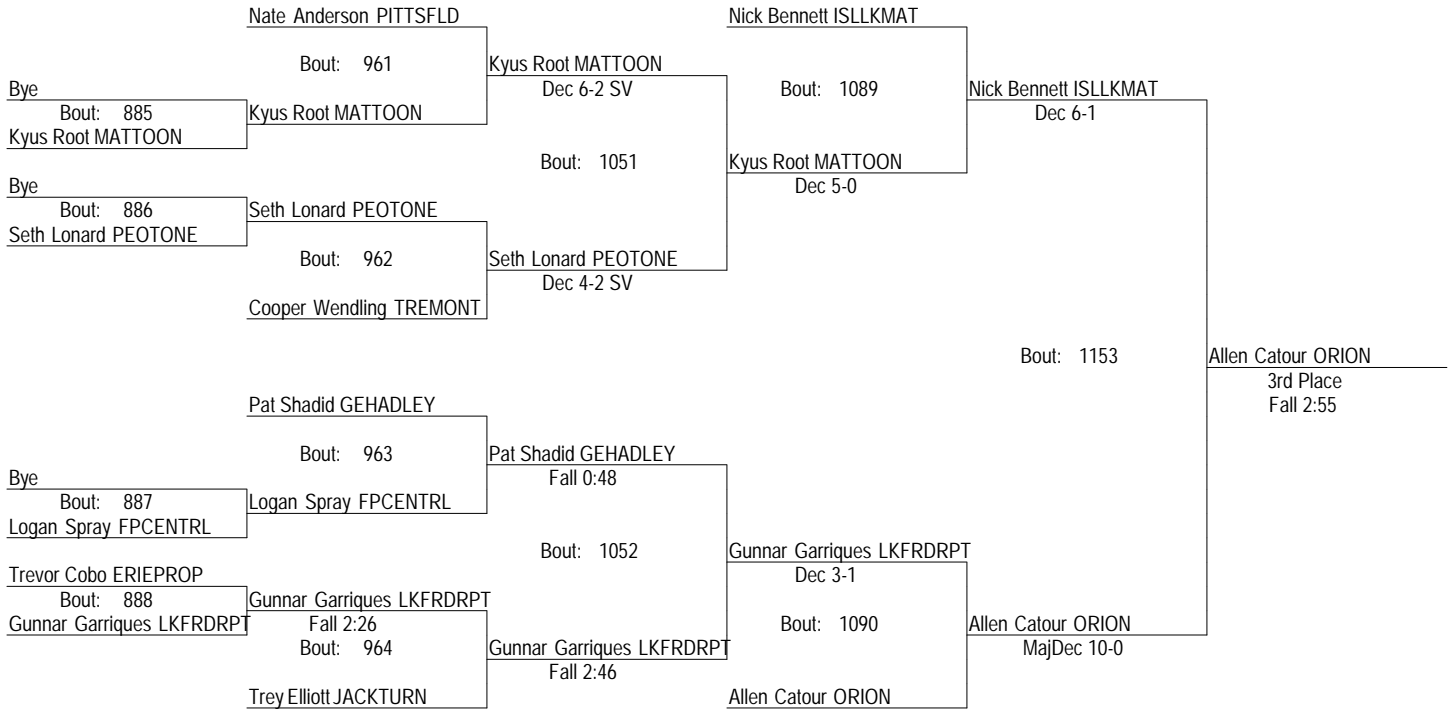 Nate Anderson PITTSFLD
Bout: 961
Bye
Bout: 885
Kyus Root MATTOON
Kyus Root MATTOON
Kyus Root MATTOON
Dec 6-2 SV
Bye
Bout: 886
Seth Lonard PEOTONE
Seth Lonard PEOTONE
Bout: 962
Cooper Wendling TREMONT
Seth Lonard PEOTONE
Dec 4-2 SV
Bout: 1051
Nick Bennett ISLLKMAT
Bout: 1089
Kyus Root MATTOON
Dec 5-0
Nick Bennett ISLLKMAT
Dec 6-1
Pat Shadid GEHADLEY
Bout: 963
Bye
Bout: 887
Logan Spray FPCENTRL
Logan Spray FPCENTRL
Pat Shadid GEHADLEY
Fall 0:48
Trevor Cobo ERIEPROP
Bout: 888
Gunnar Garriques LKFRDRPT
Gunnar Garriques LKFRDRPT
Fall 2:26
Bout: 964
Trey Elliott JACKTURN
Gunnar Garriques LKFRDRPT
Fall 2:46
Bout: 1052
Gunnar Garriques LKFRDRPT
Dec 3-1
Bout: 1090
Allen Catour ORION
Allen Catour ORION
MajDec 10-0
Bout: 1153
Allen Catour ORION
3rd Place
Fall 2:55